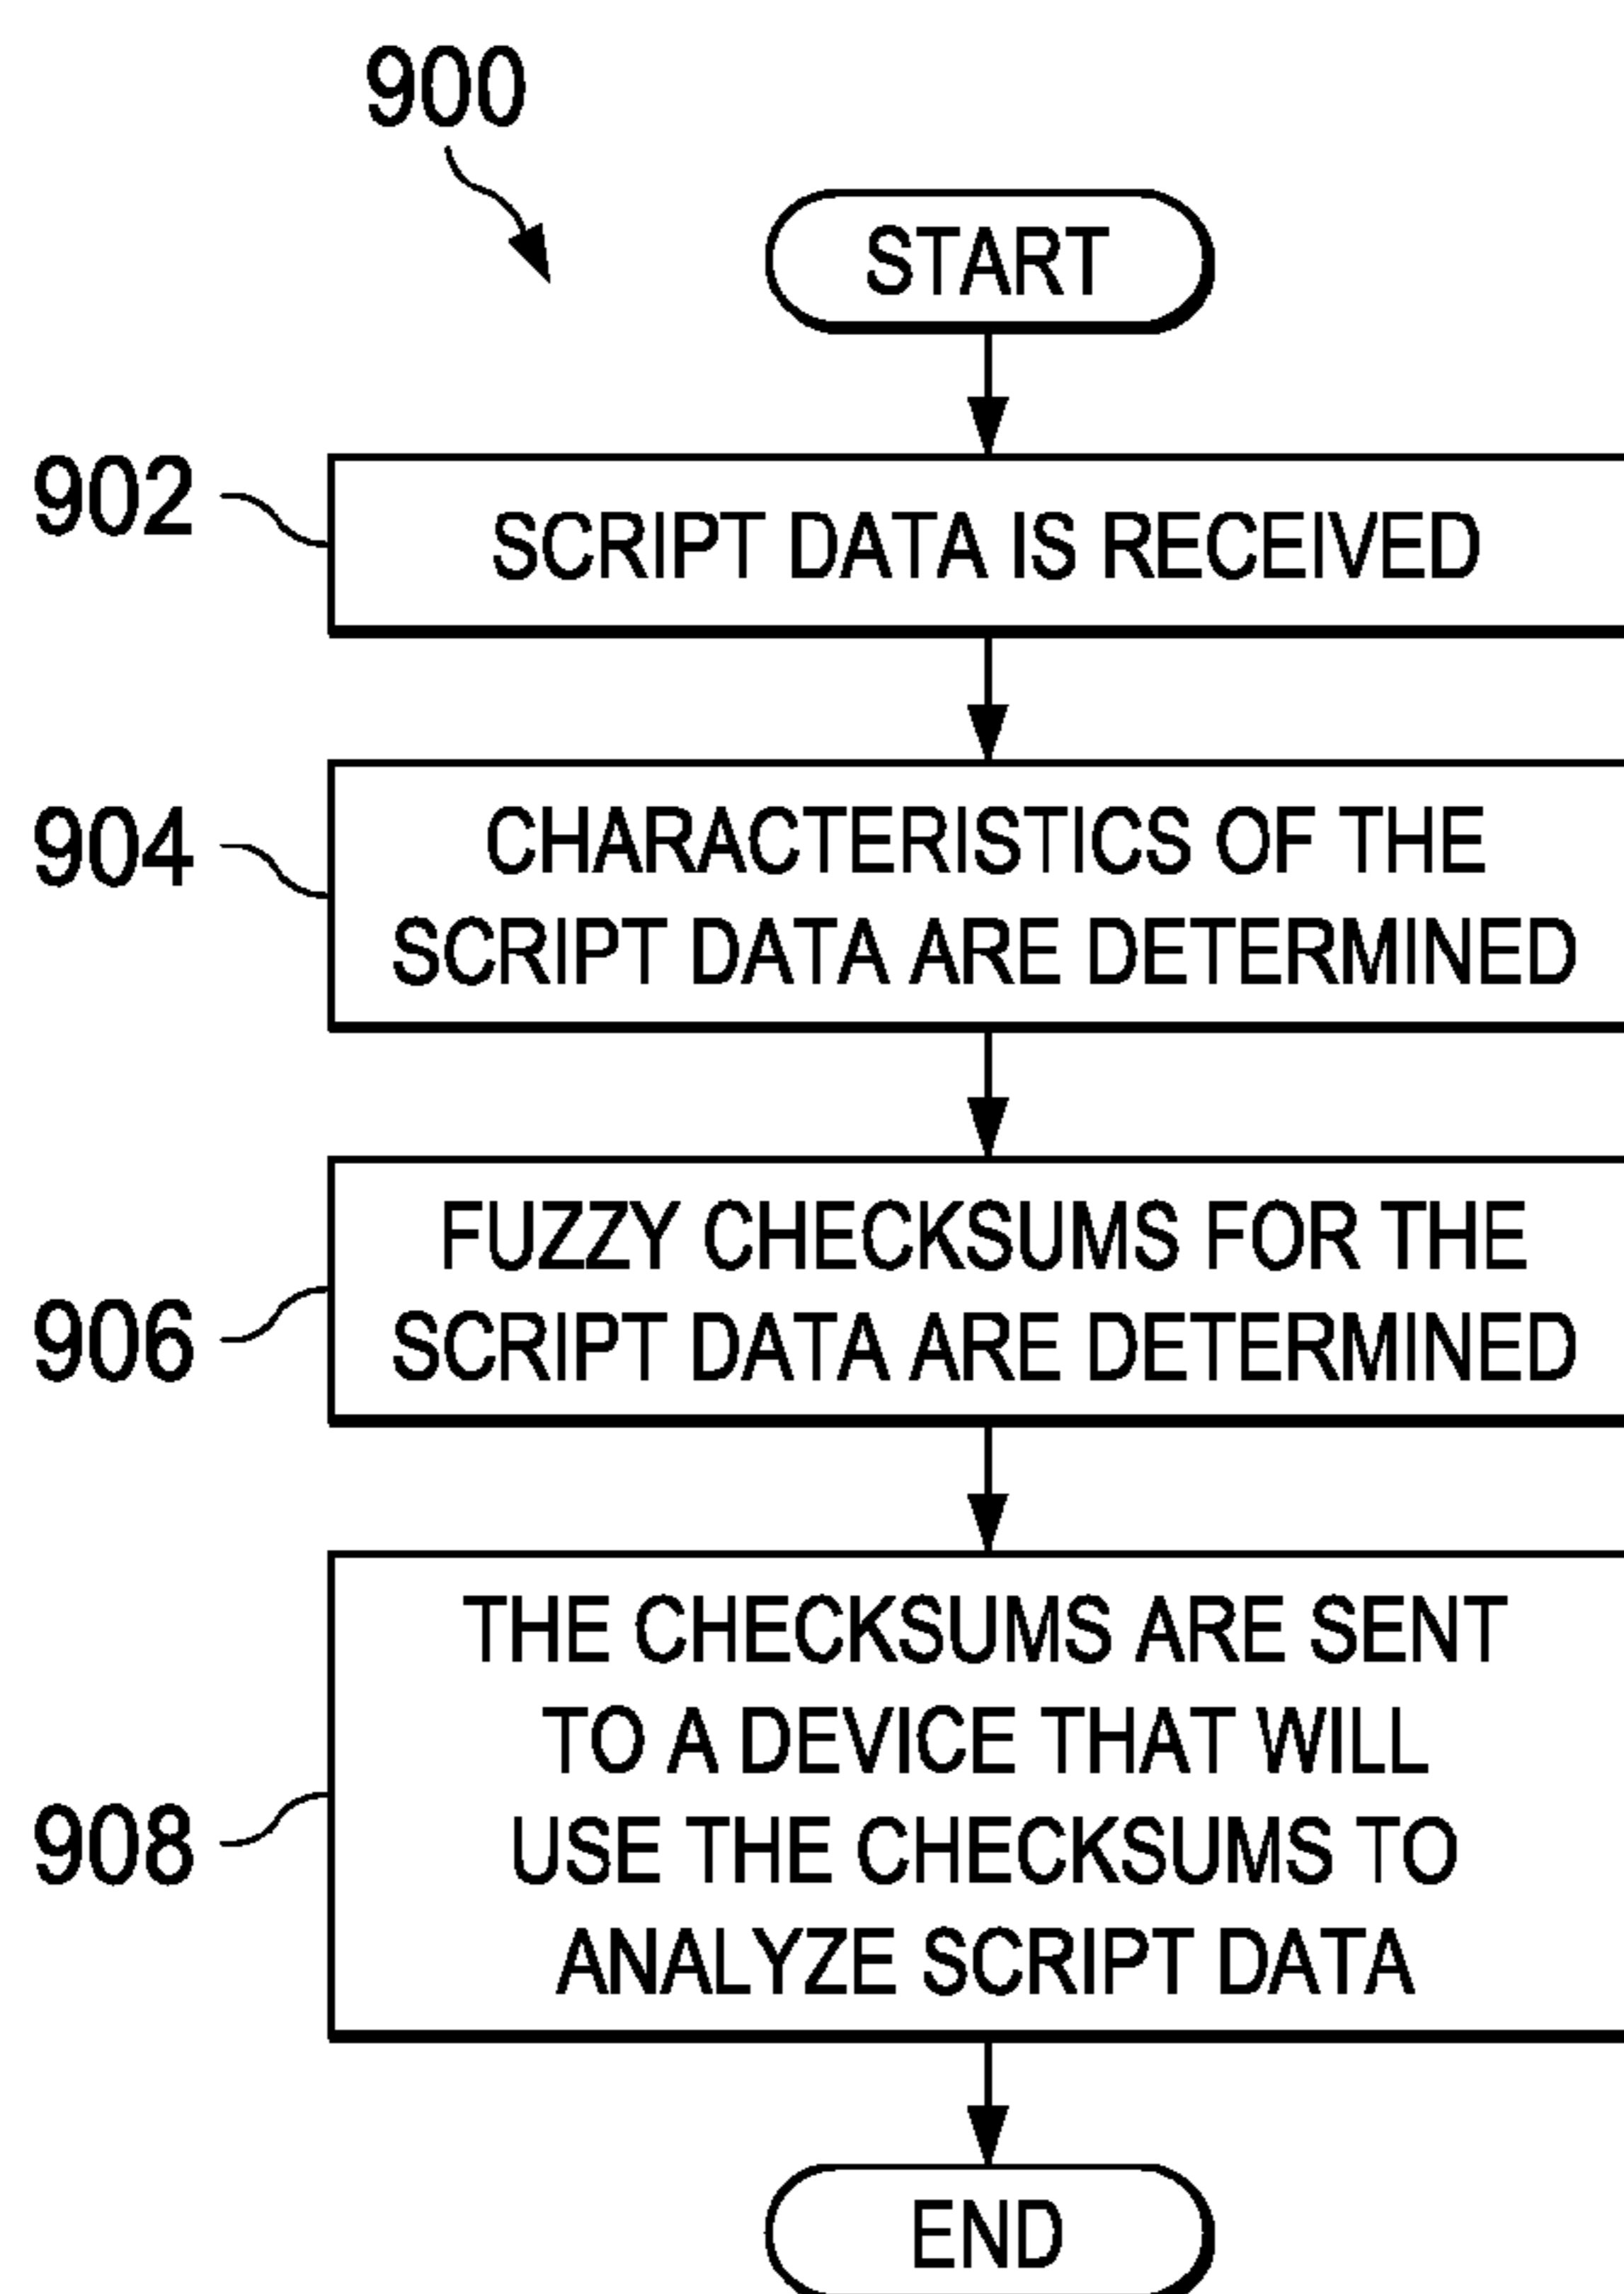 900
START
902
SCRIPT DATA IS RECEIVED
904
CHARACTERISTICS OF THE
SCRIPT DATA ARE DETERMINED
906
FUZZY CHECKSUMS FOR THE
SCRIPT DATA ARE DETERMINED
908
THE CHECKSUMS ARE SENT
TO A DEVICE THAT WILL
USE THE CHECKSUMS TO
ANALYZE SCRIPT DATA
END